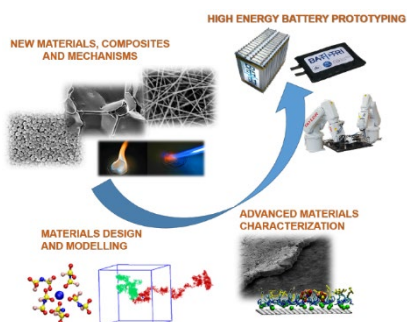 HIGH ENERGY BATTERY PROTOTYPING
NEW MATERIALS, COMPOSITES
AND MECHANISMS
MATERIALS DESIGN
AND MODELLING
ADVANCED MATERIALS
CHARACTERIZATION